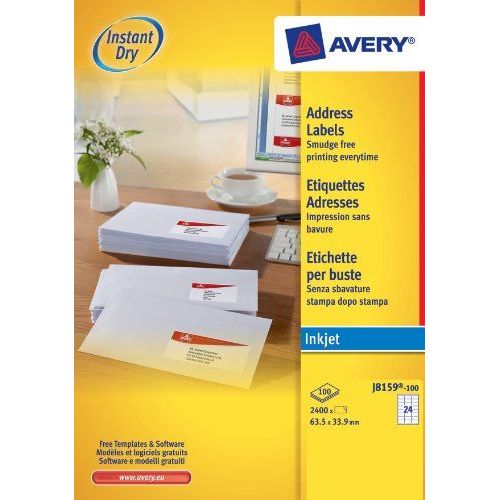 Instant
Dry
AVERY
Address
Labels
Smudge free
printing everytime
Etiquettes
Adresses
Impression sans
bavure
Etichette
per buste
Senza sbavature
stampa dopo stampa
Inkjet
100
J8159®-100
2400 x
24
63.5 x 33.9 mm
Free Templates & Software
Modèles et logiciels gratuits
Software e modelli gratuiti
www.avery.eu